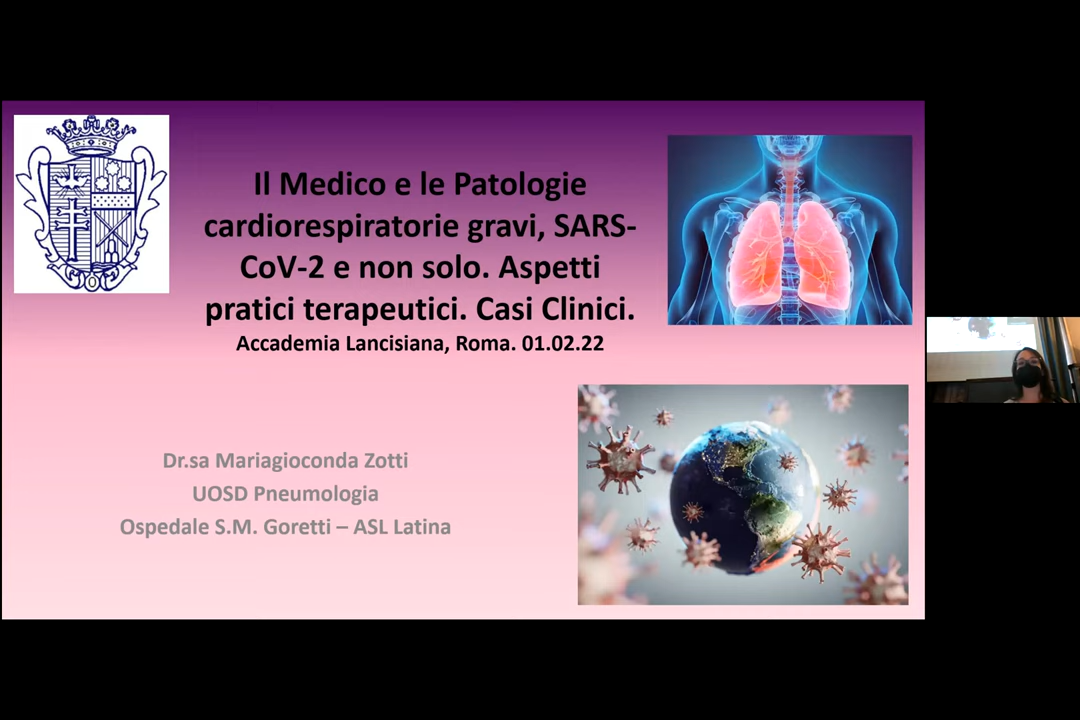 Il Medico e le Patologie
cardiorespiratorie gravi, SARS-
CoV-2 e non solo. Aspetti
pratici terapeutici. Casi Clinici.
Accademia Lancisiana, Roma. 01.02.22
Dr.sa Mariagioconda Zotti
UOSD Pneumologia
Ospedale S.M. Goretti – ASL Latina